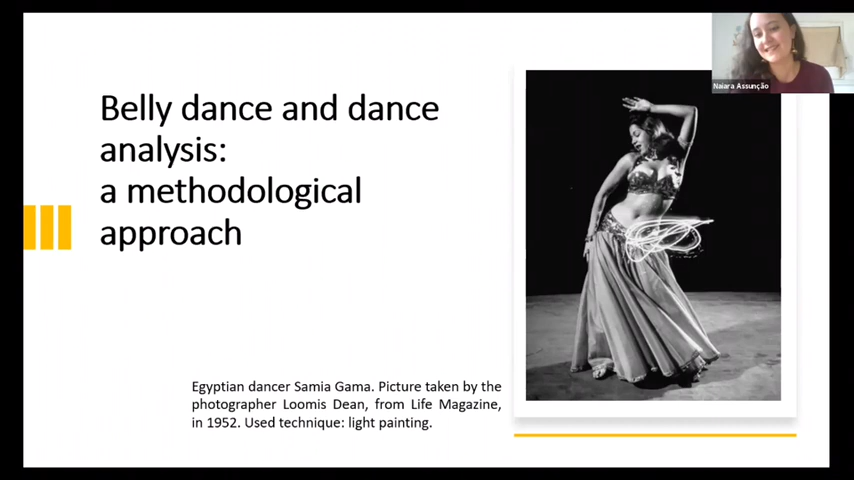 Belly dance and dance
analysis:
a methodological
approach
Naiara Assunção
Egyptian dancer Samia Gama. Picture taken by the
photographer Loomis Dean, from Life Magazine,
in 1952. Used technique: light painting.